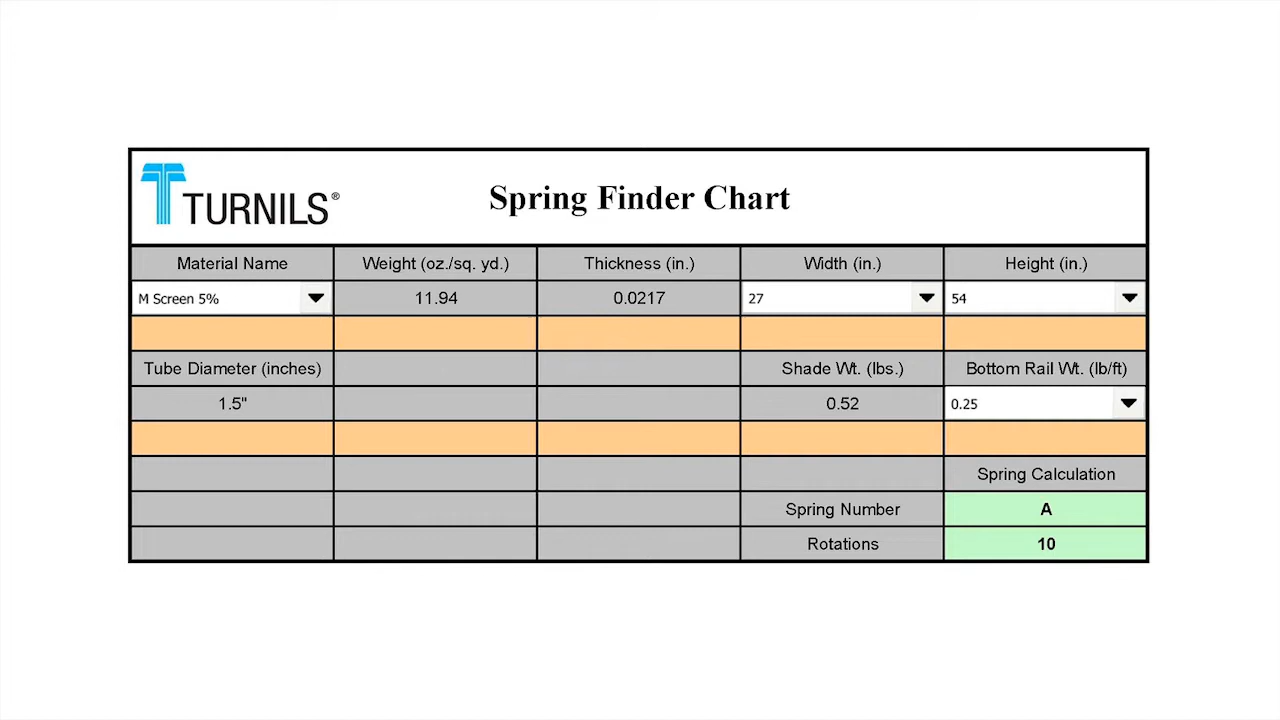 TURNILS®
Spring Finder Chart
Material Name Weight (oz./sq. yd.) Thickness (in.) Width (in.) Height (in.)
M Screen 5% 11.94 0.0217 27 54
Tube Diameter (inches) Shade Wt. (lbs.) Bottom Rail Wt. (lb/ft)
1.5" 0.52 0.25
Spring Calculation
Spring Number A
Rotations 10